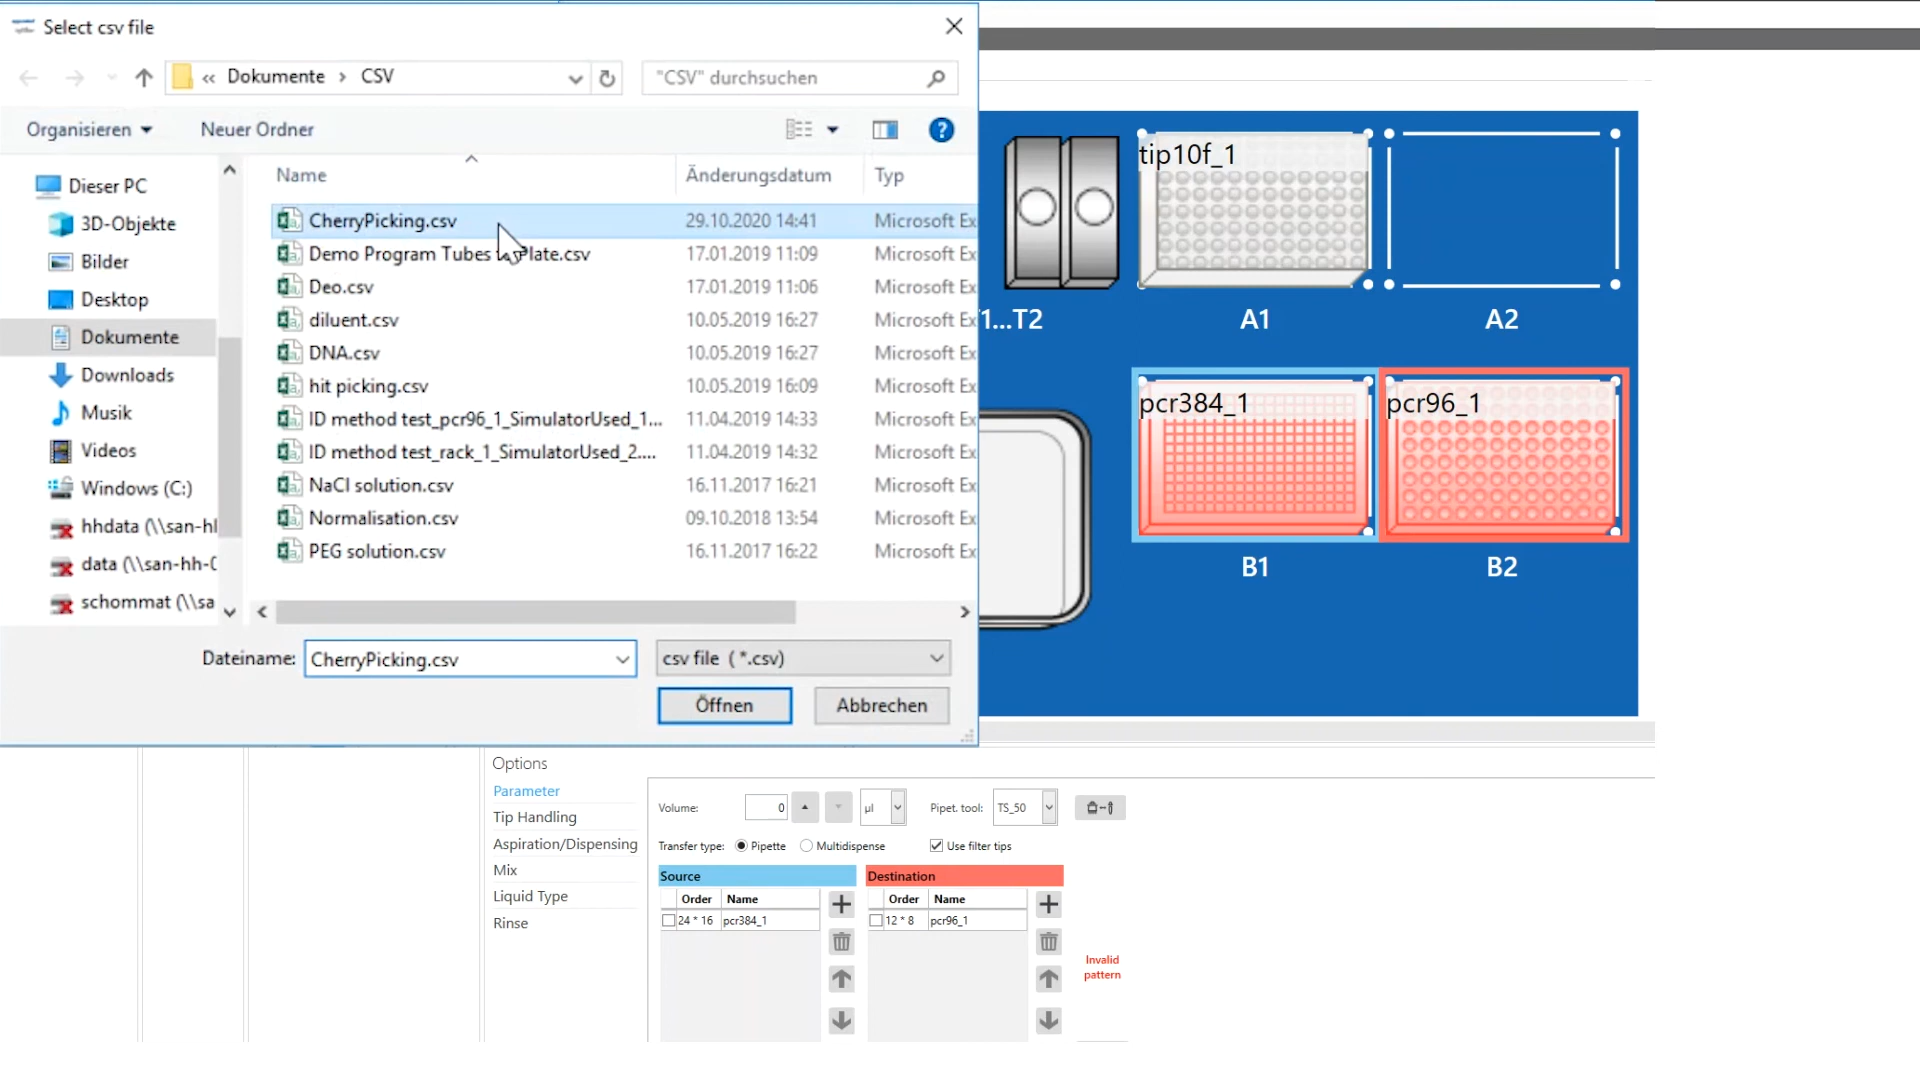 Select csv file
« Dokumente › CSV
"CSV" durchsuchen
Organisieren
Neuer Ordner
Name
Änderungsdatum
Typ
Dieser PC
3D-Objekte
Bilder
Desktop
Dokumente
Downloads
Musik
Videos
Windows (C:)
hhdata (\\san-hl
data (\\san-hh-
schommat (\\sa
CherryPicking.csv 29.10.2020 14:41 Microsoft Ex
Demo Program Tubes Plate.csv 17.01.2019 11:09 Microsoft Ex
Deo.csv 17.01.2019 11:06 Microsoft Ex
diluent.csv 10.05.2019 16:27 Microsoft Ex
DNA.csv 10.05.2019 16:27 Microsoft Ex
hit picking.csv 10.05.2019 16:09 Microsoft Ex
ID method test_pcr96_1_SimulatorUsed_1... 11.04.2019 14:33 Microsoft Ex
ID method test_rack_1_SimulatorUsed_2.... 11.04.2019 14:32 Microsoft Ex
NaCl solution.csv 16.11.2017 16:21 Microsoft Ex
Normalisation.csv 09.10.2018 13:54 Microsoft Ex
PEG solution.csv 16.11.2017 16:22 Microsoft Ex
Dateiname: CherryPicking.csv
csv file (*.csv)
Öffnen
Abbrechen
tip10f_1
1...T2
A1
A2
pcr384_1
pcr96_1
B1
B2
Options
Parameter
Tip Handling
Aspiration/Dispensing
Mix
Liquid Type
Rinse
Volume: 0 µl Pipet. tool: TS_50
Transfer type: Pipette Multidispense Use filter tips
Source
Order Name
24 * 16 pcr384_1
Destination
Order Name
12 * 8 pcr96_1
Invalid
pattern